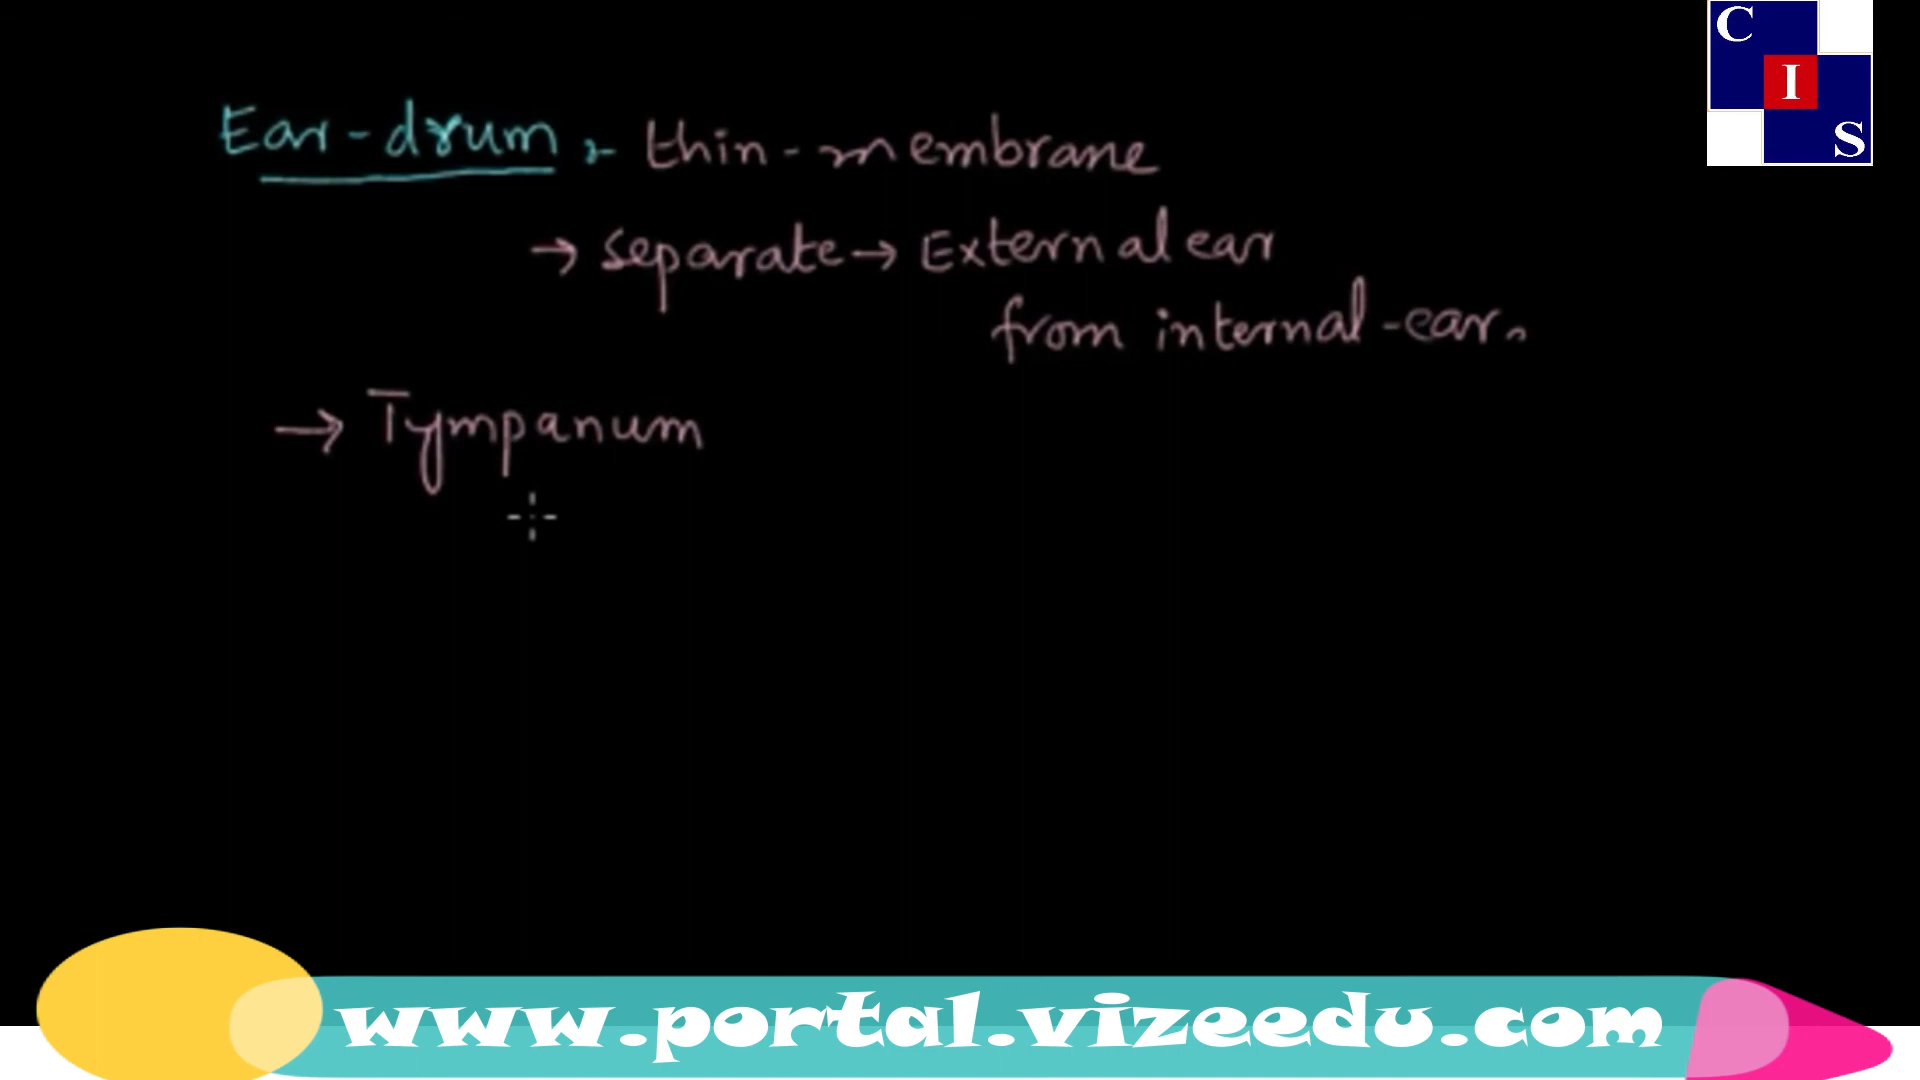 C
I
S
Ear-drum :- thin-membrane
→ separate → External ear
from internal-ear.
→ Tympanum
www.portal.vizeedu.com